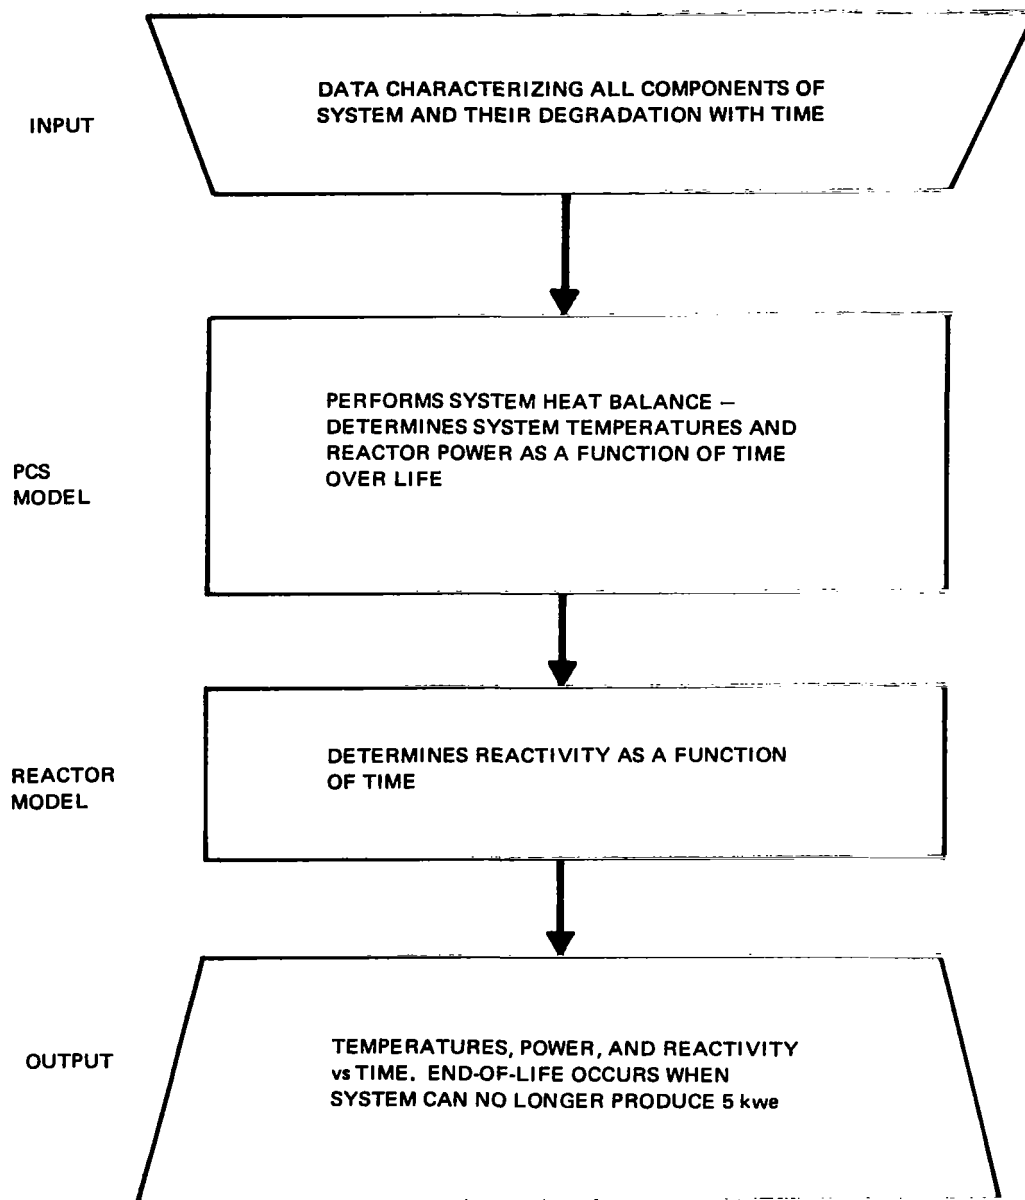 INPUT
DATA CHARACTERIZING ALL COMPONENTS OF
SYSTEM AND THEIR DEGRADATION WITH TIME
PCS
MODEL
PERFORMS SYSTEM HEAT BALANCE –
DETERMINES SYSTEM TEMPERATURES AND
REACTOR POWER AS A FUNCTION OF TIME
OVER LIFE
REACTOR
MODEL
DETERMINES REACTIVITY AS A FUNCTION
OF TIME
OUTPUT
TEMPERATURES, POWER, AND REACTIVITY
vs TIME. END-OF-LIFE OCCURS WHEN
SYSTEM CAN NO LONGER PRODUCE 5 kwe